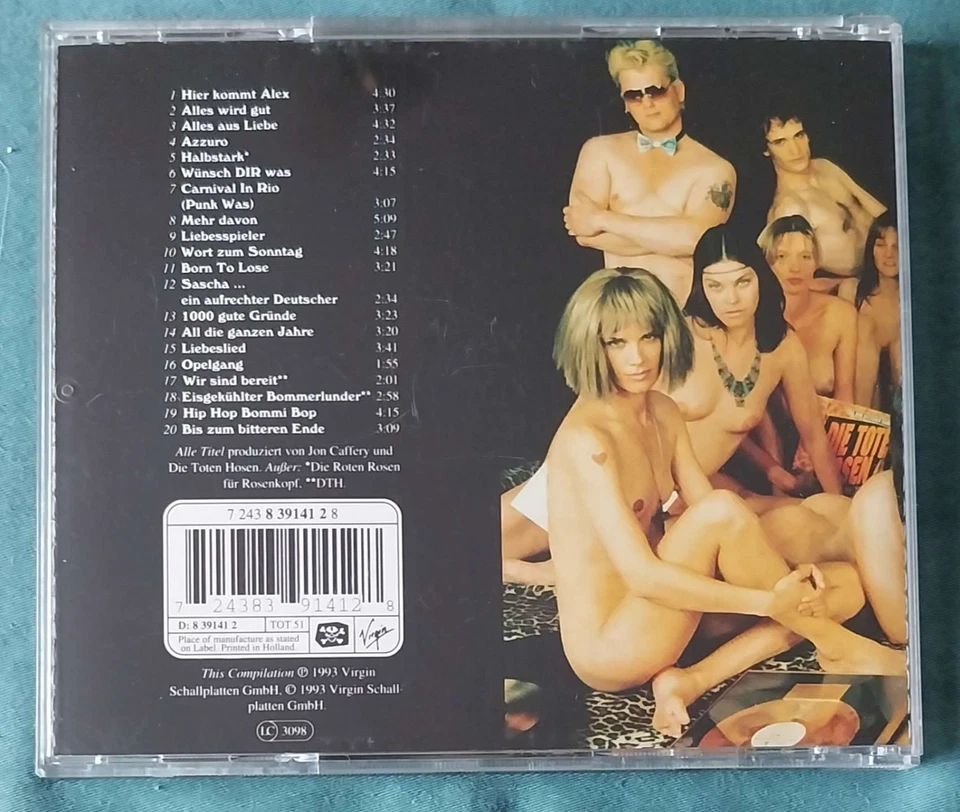 1 Hier kommt Alex 4:30
2 Alles wird gut 3:37
3 Alles aus Liebe 4:32
4 Azzuro 2:34
5 Halbstark* 2:33
6 Wünsch DIR was 4:15
7 Carnival In Rio
(Punk Was) 3:07
8 Mehr davon 5:09
9 Liebesspieler 2:47
10 Wort zum Sonntag 4:18
11 Born To Lose 3:21
12 Sascha ...
ein aufrechter Deutscher 2:34
13 1000 gute Gründe 3:23
14 All die ganzen Jahre 3:20
15 Liebeslied 3:41
16 Opelgang 1:55
17 Wir sind bereit** 2:01
18 Eisgekühlter Bommerlunder** 2:58
19 Hip Hop Bommi Bop 4:15
20 Bis zum bitteren Ende 3:09
Alle Titel produziert von Jon Caffery und
Die Toten Hosen. Außer: *Die Roten Rosen
für Rosenkopf. **DTH.
7 243 8 39141 2 8
7 24383 91412 8
D: 8 39141 2 TOT 51
Place of manufacture as stated
on Label. Printed in Holland.
Virgin
This Compilation ℗ 1993 Virgin
Schallplatten GmbH. © 1993 Virgin Schall-
platten GmbH.
LC 3098
DIE TOTE